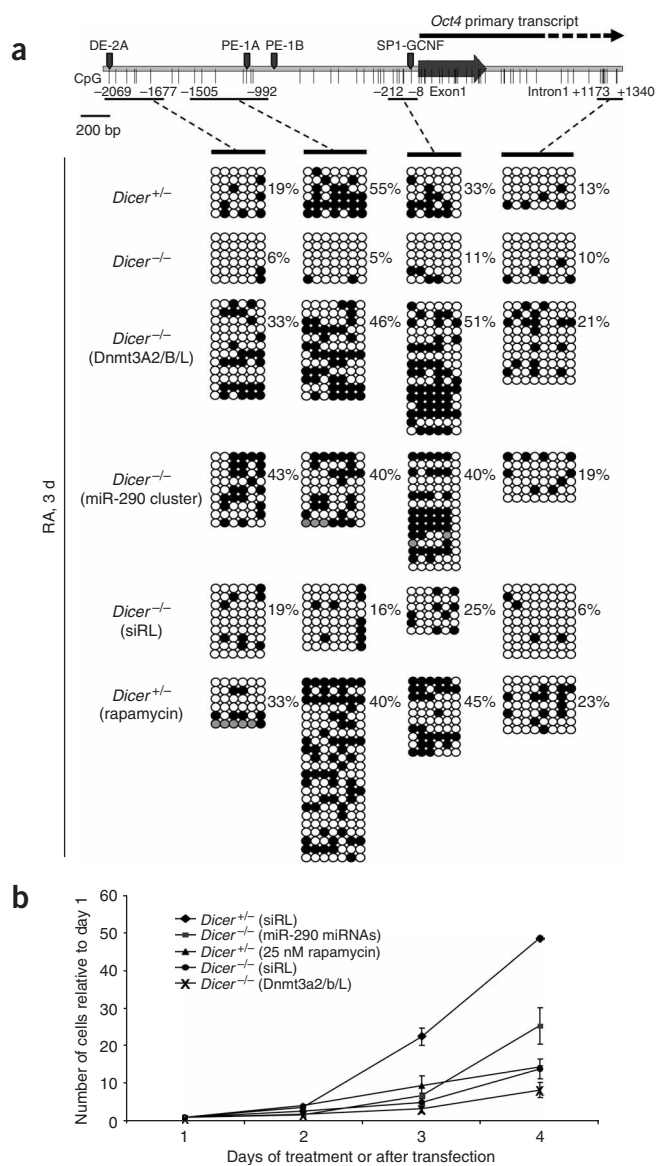 a
Oct4 primary transcript
DE-2A PE-1A PE-1B SP1-GCNF
CpG
−2069 −1677 −1505 −992 −212 −8 Exon1 Intron1 +1173 +1340
200 bp
RA, 3 d
Dicer+/− 19% 55% 33% 13%
Dicer−/− 6% 5% 11% 10%
Dicer−/− (Dnmt3A2/B/L) 33% 46% 51% 21%
Dicer−/− (miR-290 cluster) 43% 40% 40% 19%
Dicer−/− (siRL) 19% 16% 25% 6%
Dicer+/− (rapamycin) 33% 40% 45% 23%
b
Number of cells relative to day 1
60
50
40
30
20
10
0
Dicer+/− (siRL)
Dicer−/− (miR-290 miRNAs)
Dicer+/− (25 nM rapamycin)
Dicer−/− (siRL)
Dicer−/− (Dnmt3a2/b/L)
1 2 3 4
Days of treatment or after transfection